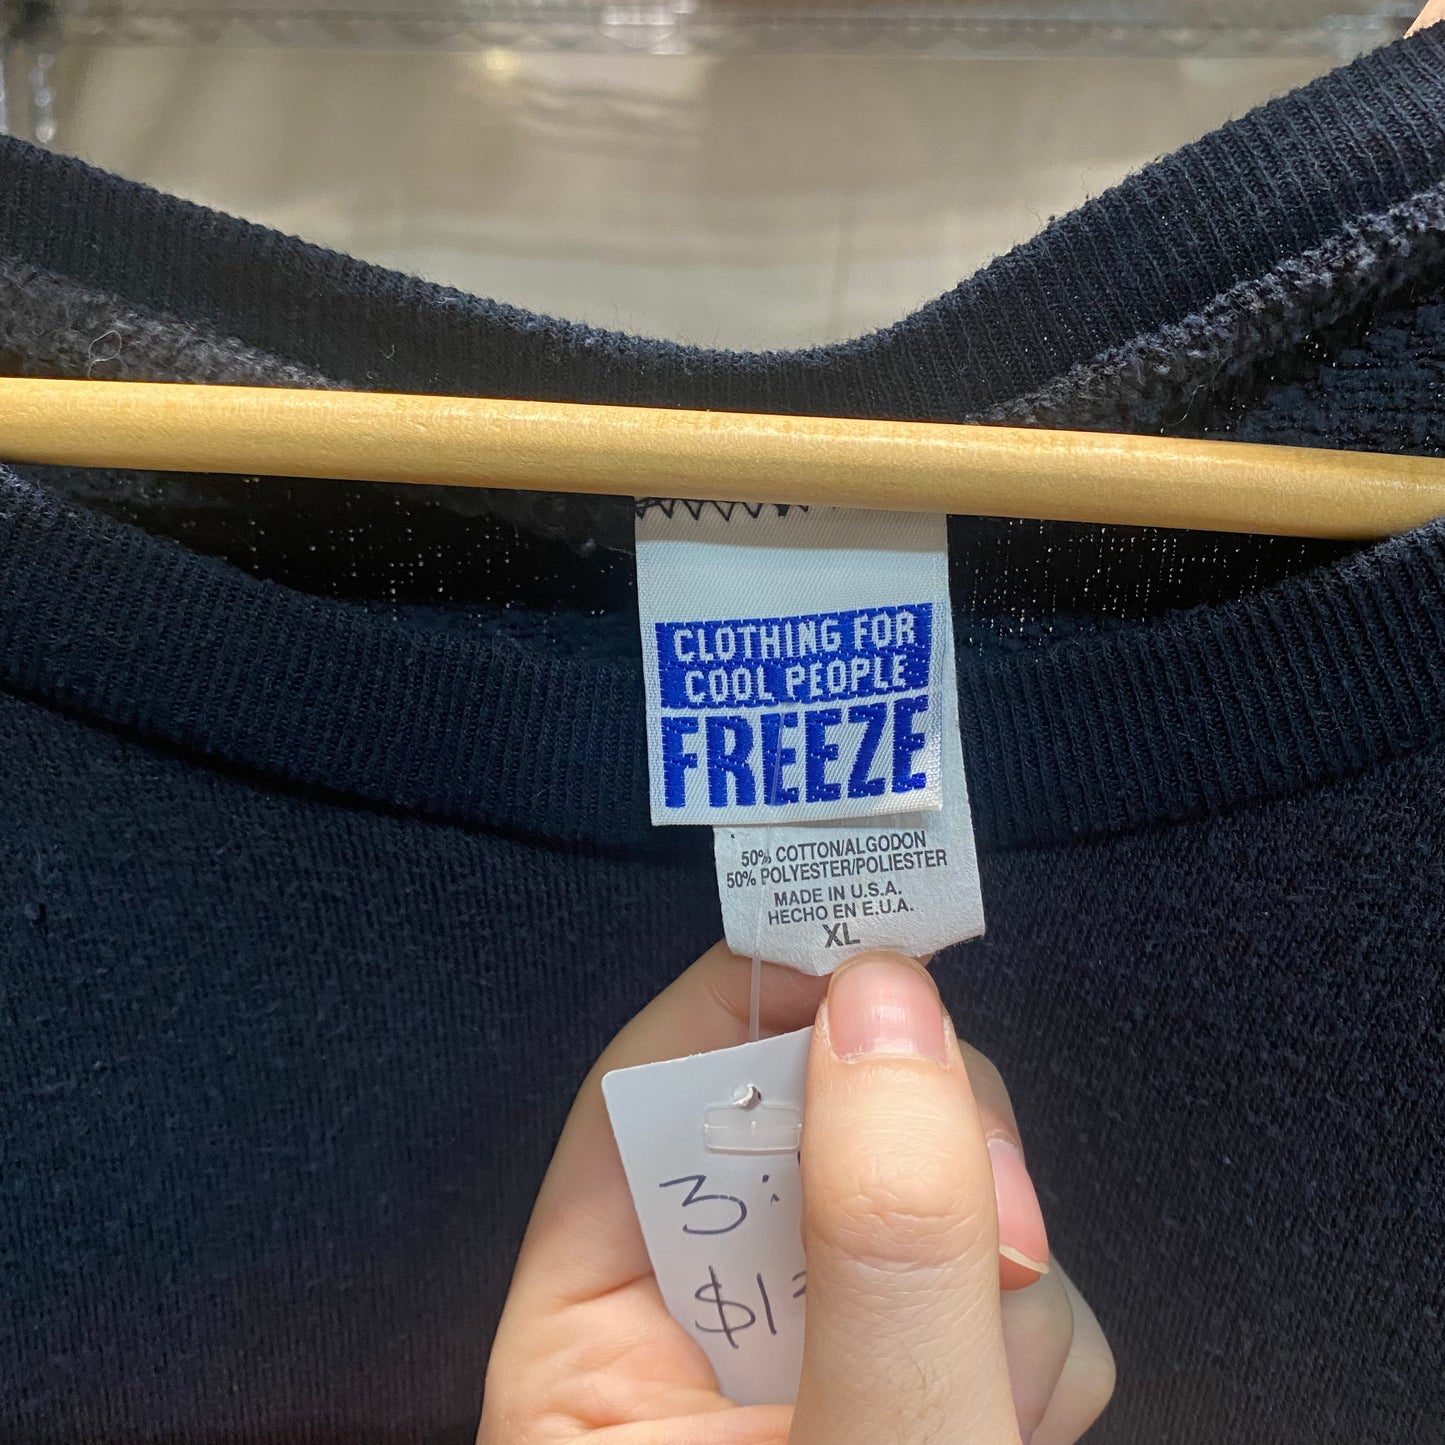 CLOTHING FOR
COOL PEOPLE
FREEZE
50% COTTON/ALGODON
50% POLYESTER/POLIESTER
MADE IN U.S.A.
HECHO EN E.U.A.
XL